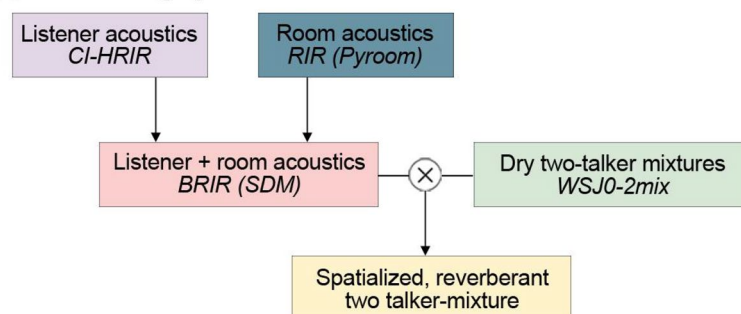 Listener acoustics
CI-HRIR
Room acoustics
RIR (Pyroom)
Listener + room acoustics
BRIR (SDM)
Dry two-talker mixtures
WSJ0-2mix
Spatialized, reverberant
two talker-mixture